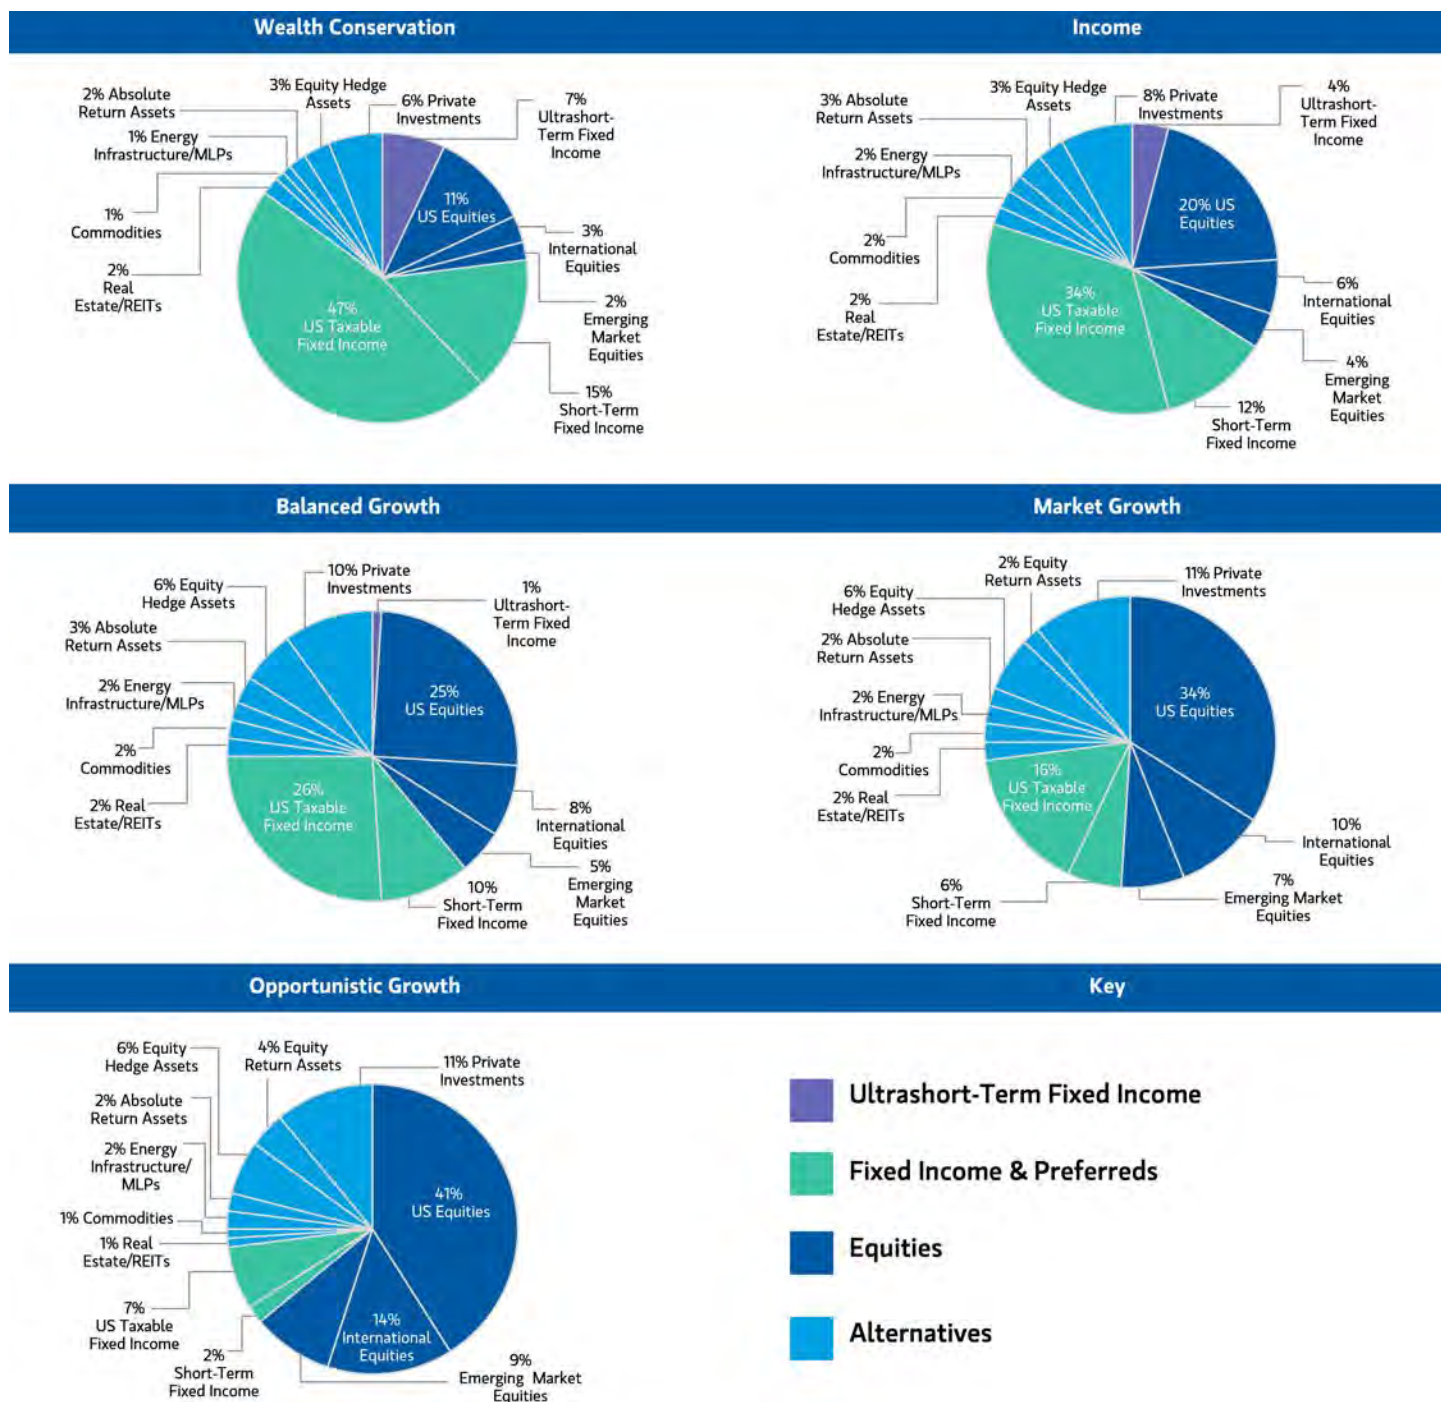 Wealth Conservation
3% Equity Hedge
Assets
2% Absolute
Return Assets
1% Energy
Infrastructure/MLPs
1%
Commodities
2%
Real
Estate/REITs
6% Private
Investments
7%
Ultrashort-
Term Fixed
Income
11%
US Equities
3%
International
Equities
2%
Emerging
Market
Equities
15%
Short-Term
Fixed Income
47%
US Taxable
Fixed Income
Income
3% Equity Hedge
Assets
3% Absolute
Return Assets
2% Energy
Infrastructure/MLPs
2%
Commodities
2%
Real
Estate/REITs
8% Private
Investments
4%
Ultrashort-
Term Fixed
Income
20% US
Equities
6%
International
Equities
4%
Emerging
Market
Equities
12%
Short-Term
Fixed Income
34%
US Taxable
Fixed Income
Balanced Growth
10% Private
Investments
6% Equity
Hedge Assets
3% Absolute
Return Assets
2% Energy
Infrastructure/MLPs
2%
Commodities
2% Real
Estate/REITs
1%
Ultrashort-
Term Fixed
Income
25%
US Equities
8%
International
Equities
5%
Emerging
Market
Equities
10%
Short-Term
Fixed Income
26%
US Taxable
Fixed Income
Market Growth
2% Equity
Return Assets
11% Private
Investments
6% Equity
Hedge Assets
2% Absolute
Return Assets
2% Energy
Infrastructure/MLPs
2%
Commodities
2% Real
Estate/REITs
34%
US Equities
10%
International
Equities
7%
Emerging Market
Equities
6%
Short-Term
Fixed Income
16%
US Taxable
Fixed Income
Opportunistic Growth
6% Equity
Hedge Assets
4% Equity
Return Assets
11% Private
Investments
2% Absolute
Return Assets
2% Energy
Infrastructure/
MLPs
1% Commodities
1% Real
Estate/REITs
7%
US Taxable
Fixed Income
2%
Short-Term
Fixed Income
41%
US Equities
14%
International
Equities
9%
Emerging Market
Equities
Key
Ultrashort-Term Fixed Income
Fixed Income & Preferreds
Equities
Alternatives